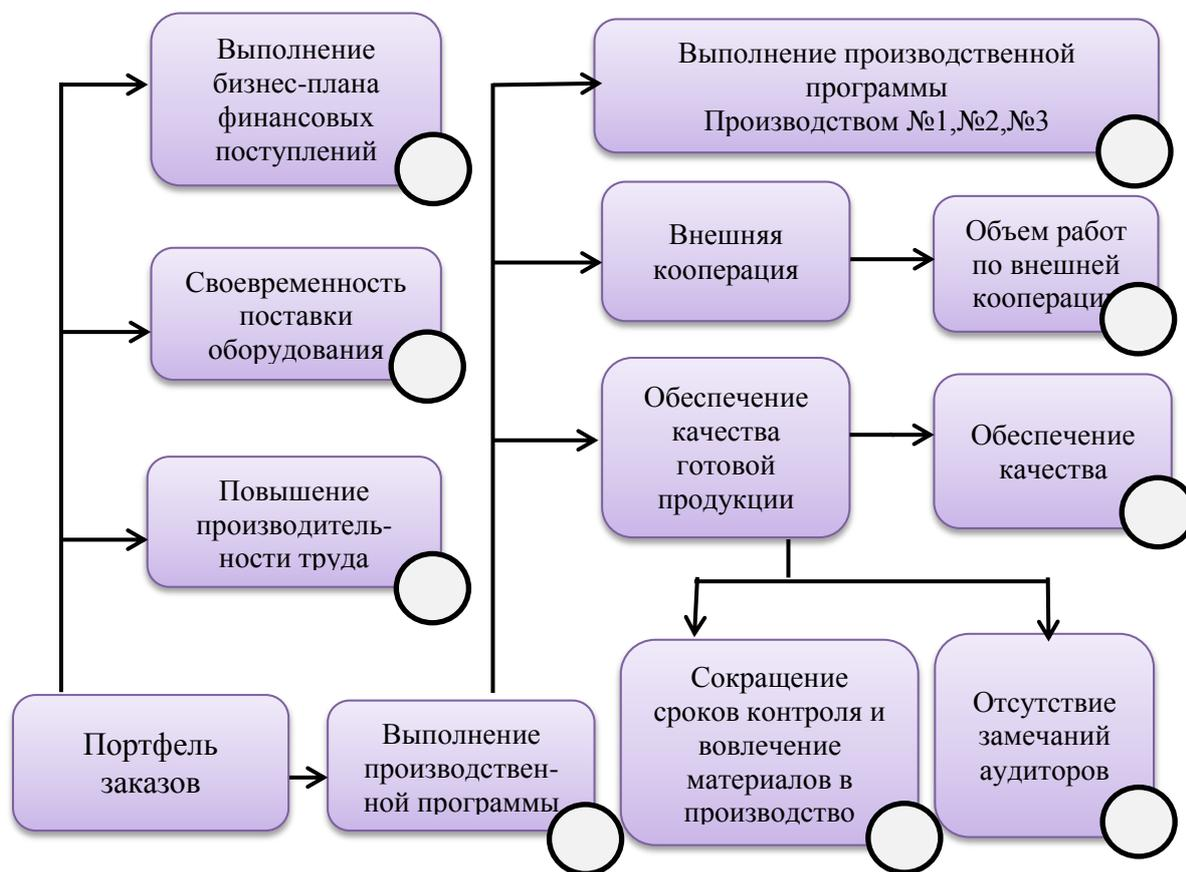 Выполнение
бизнес-плана
финансовых
поступлений
Выполнение производственной
программы
Производством №1,№2,№3
Внешняя
кооперация
Объем работ
по внешней
кооперации
Своевременность
поставки
оборудования
Обеспечение
качества
готовой
продукции
Обеспечение
качества
Повышение
производитель-
ности труда
Портфель
заказов
Выполнение
производствен-
ной программы
Сокращение
сроков контроля и
вовлечение
материалов в
производство
Отсутствие
замечаний
аудиторов